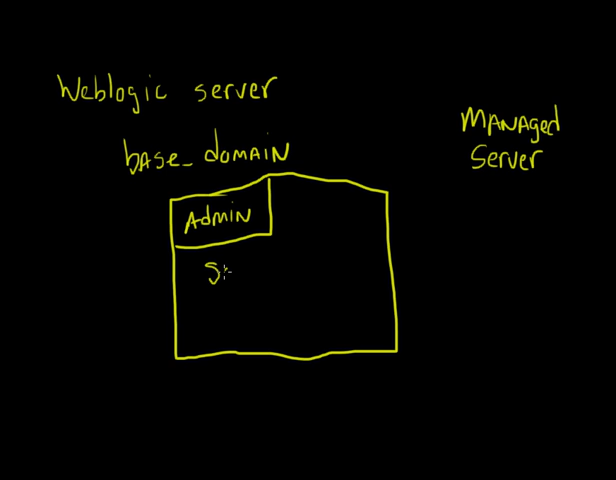 Weblogic server
base_domain
Managed
Server
Admin
S